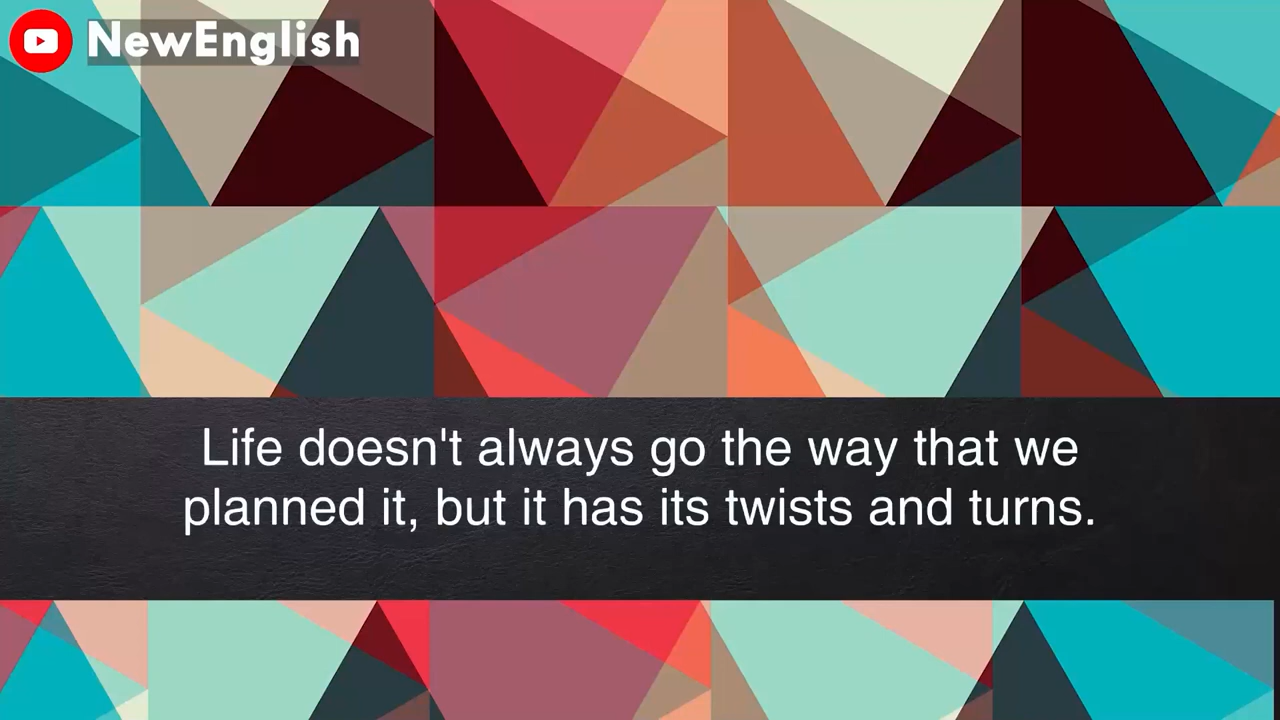 NewEnglish
Life doesn't always go the way that we
planned it, but it has its twists and turns.